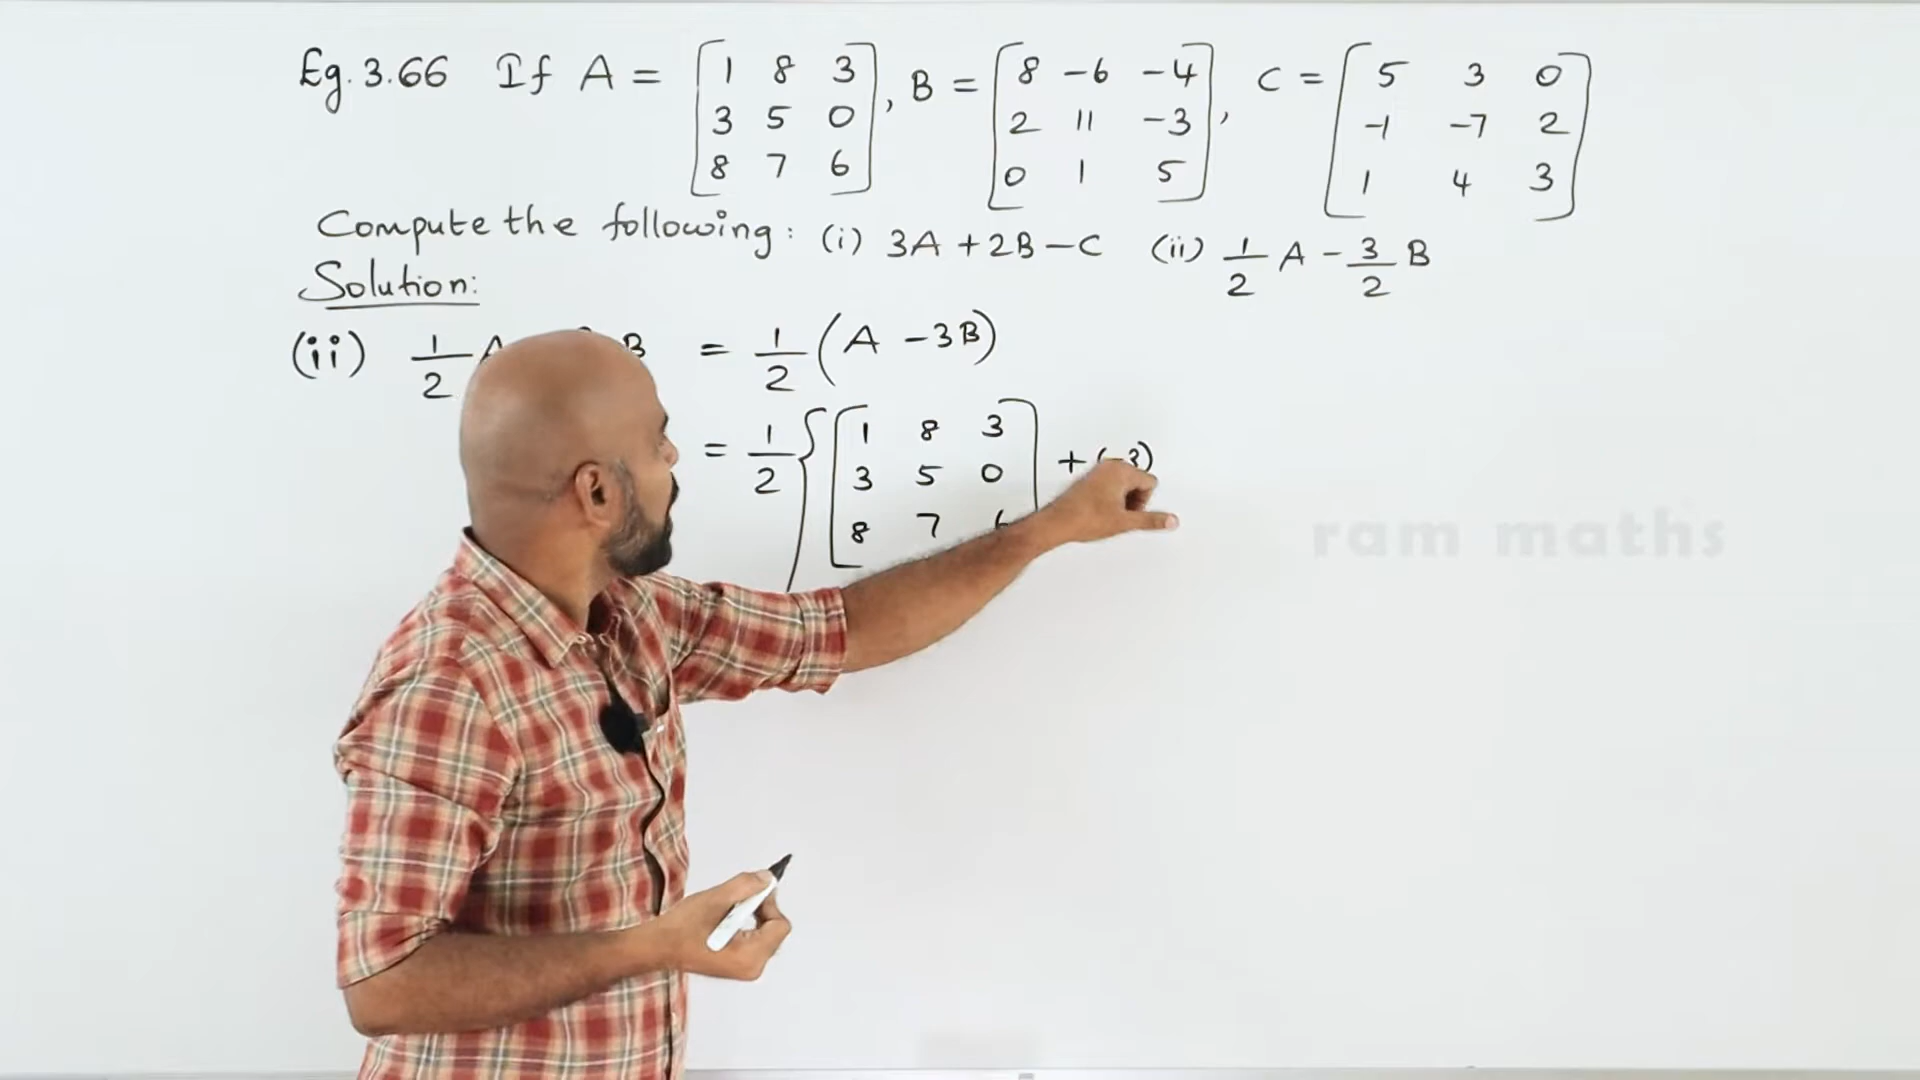 Eg. 3.66 If A = [1 8 3 3 5 0 8 7 6], B = [8 -6 -4 2 11 -3 0 1 5], C = [5 3 0 -1 -7 2 1 4 3]
Compute the following: (i) 3A + 2B - C (ii) 1/2 A - 3/2 B
Solution:
(ii) 1/2 B = 1/2 (A - 3B)
= 1/2 { [1 8 3 3 5 0 8 7] + (-3)
ram maths